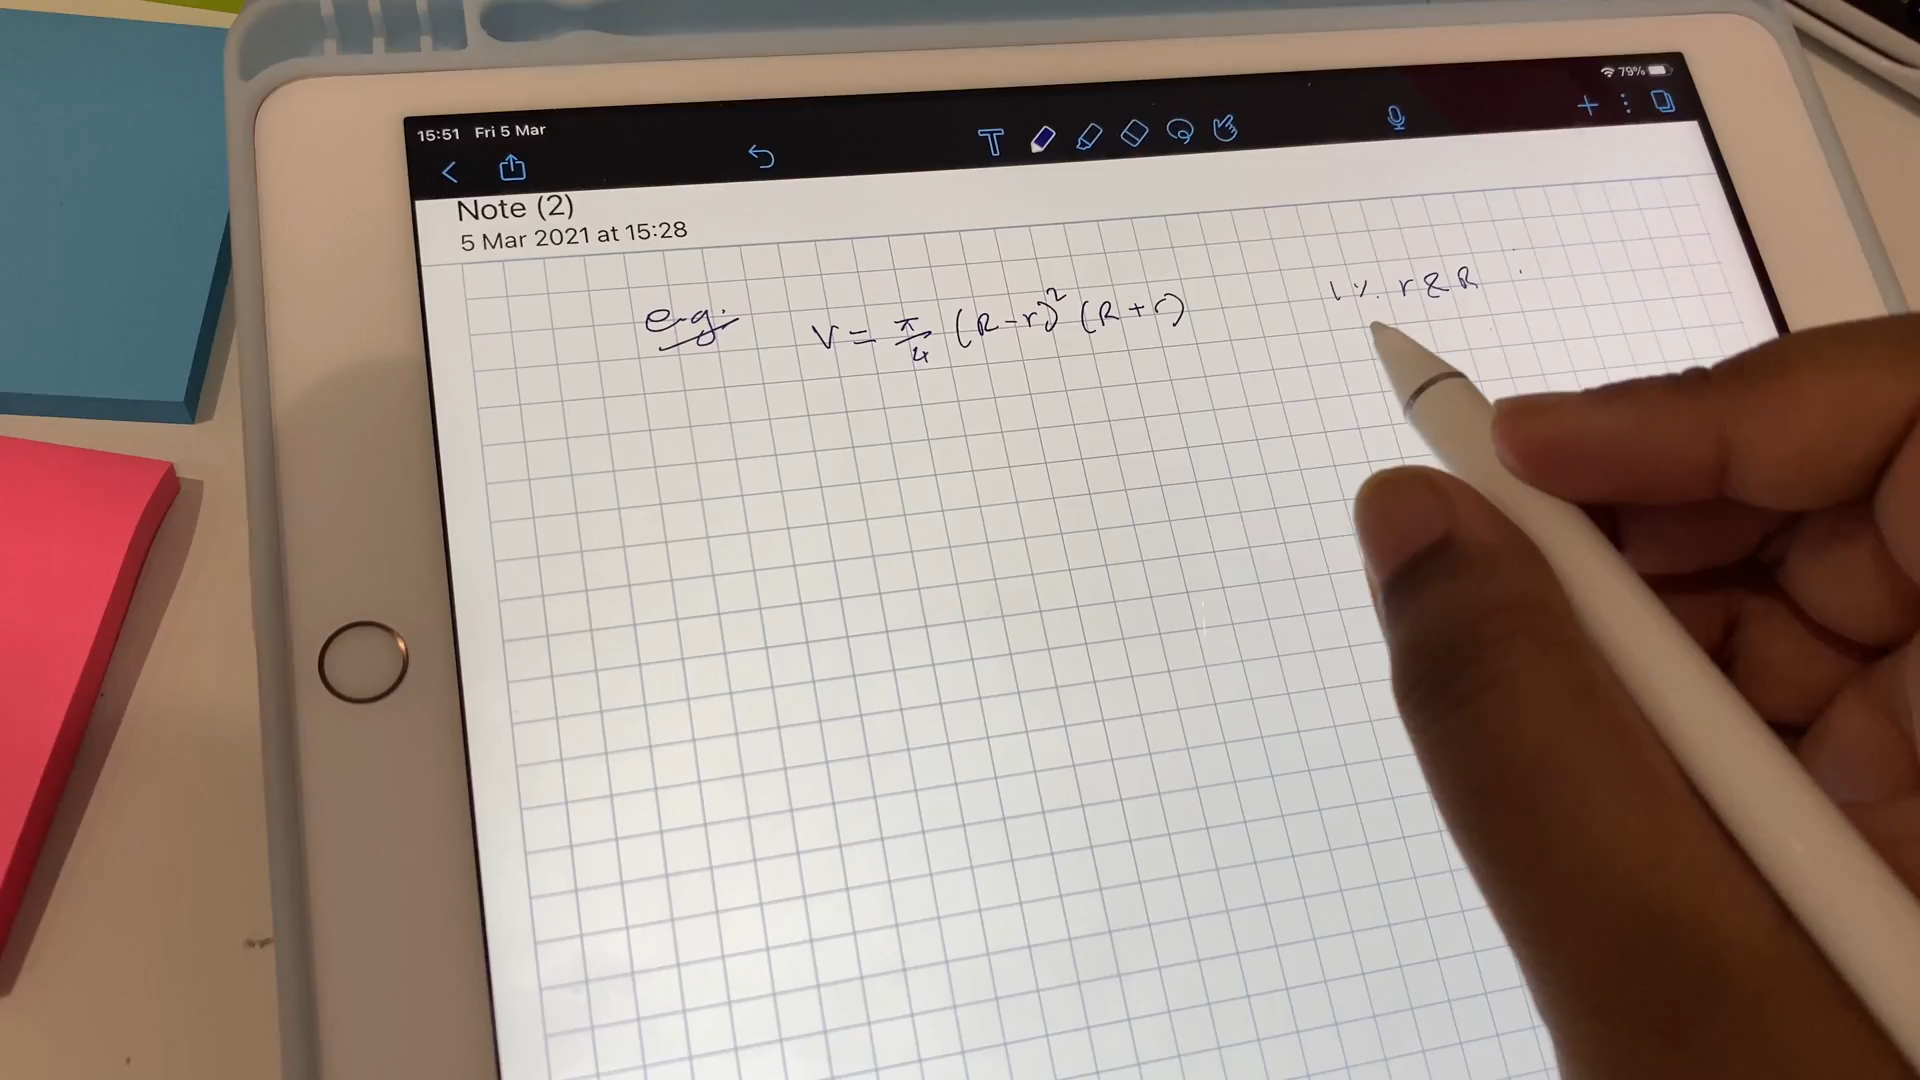 79%
15:51 Fri 5 Mar
T
Note (2)
5 Mar 2021 at 15:28
e.g. V = π/4 (R-r)² (R+r) 1%. r & R